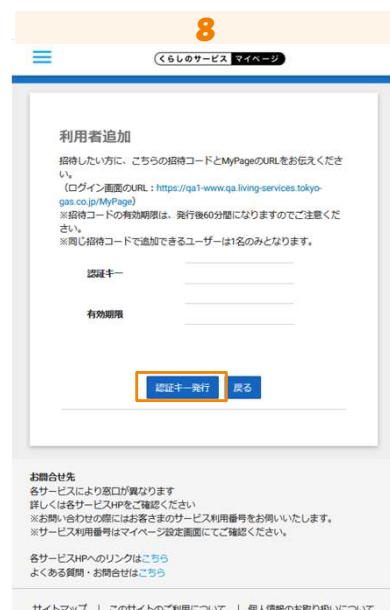 8
くらしのサービス マイページ
利用者追加
招待したい方に、こちらの招待コードとMyPageのURLをお伝えくださ
い。
（ログイン画面のURL：https://qa1-www.qa.living-services.tokyo-
gas.co.jp/MyPage）
※招待コードの有効期限は、発行後60分間になりますのでご注意くだ
さい。
※同じ招待コードで追加できるユーザーは1名のみとなります。
認証キー
有効期限
認証キー発行 戻る
お問合せ先
各サービスにより窓口が異なります
詳しくは各サービスHPをご確認ください
※お問い合わせの際にはお客さまのサービス利用番号をお伺いいたします。
※サービス利用番号はマイページ設定画面にてご確認ください。
各サービスHPへのリンクはこちら
よくある質問・お問合せはこちら
サイトマップ | このサイトのご利用について | 個人情報のお取り扱いについて